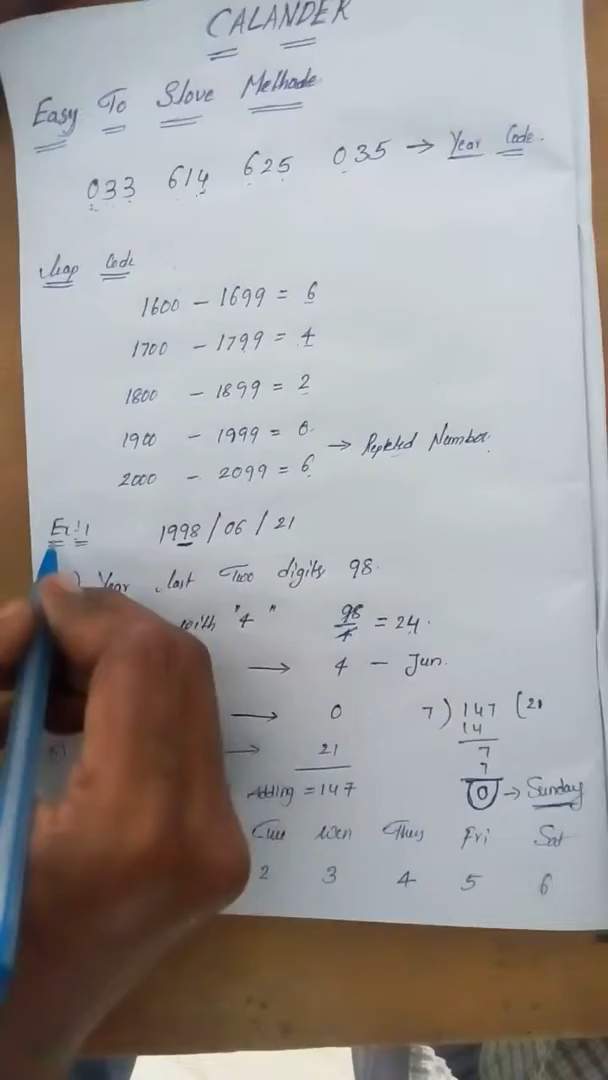 CALANDER
Easy To Slove Methode
033 614 625 035 → Year Code.
Code
1600 - 1699 = 6
1700 - 1799 = 4
1800 - 1899 = 2
1900 - 1999 = 0.
→ Repleted Number.
2000 - 2099 = 6
Ex:1 1998/06/21
) Year last Two digits 98.
with "4" 98/4 = 24.
→ 4 - Jun.
→ 0 7) 147 (21
14
→ 21 7
7
Adding = 147 0 → Sunday
Tue Wen Thus Fri Sat
2 3 4 5 6